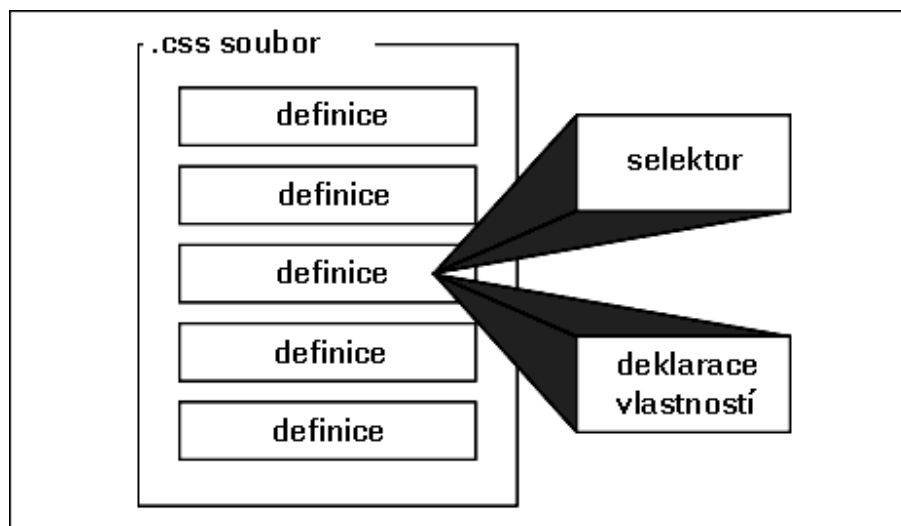 .css soubor
definice
definice
definice
definice
definice
selektor
deklarace
vlastností